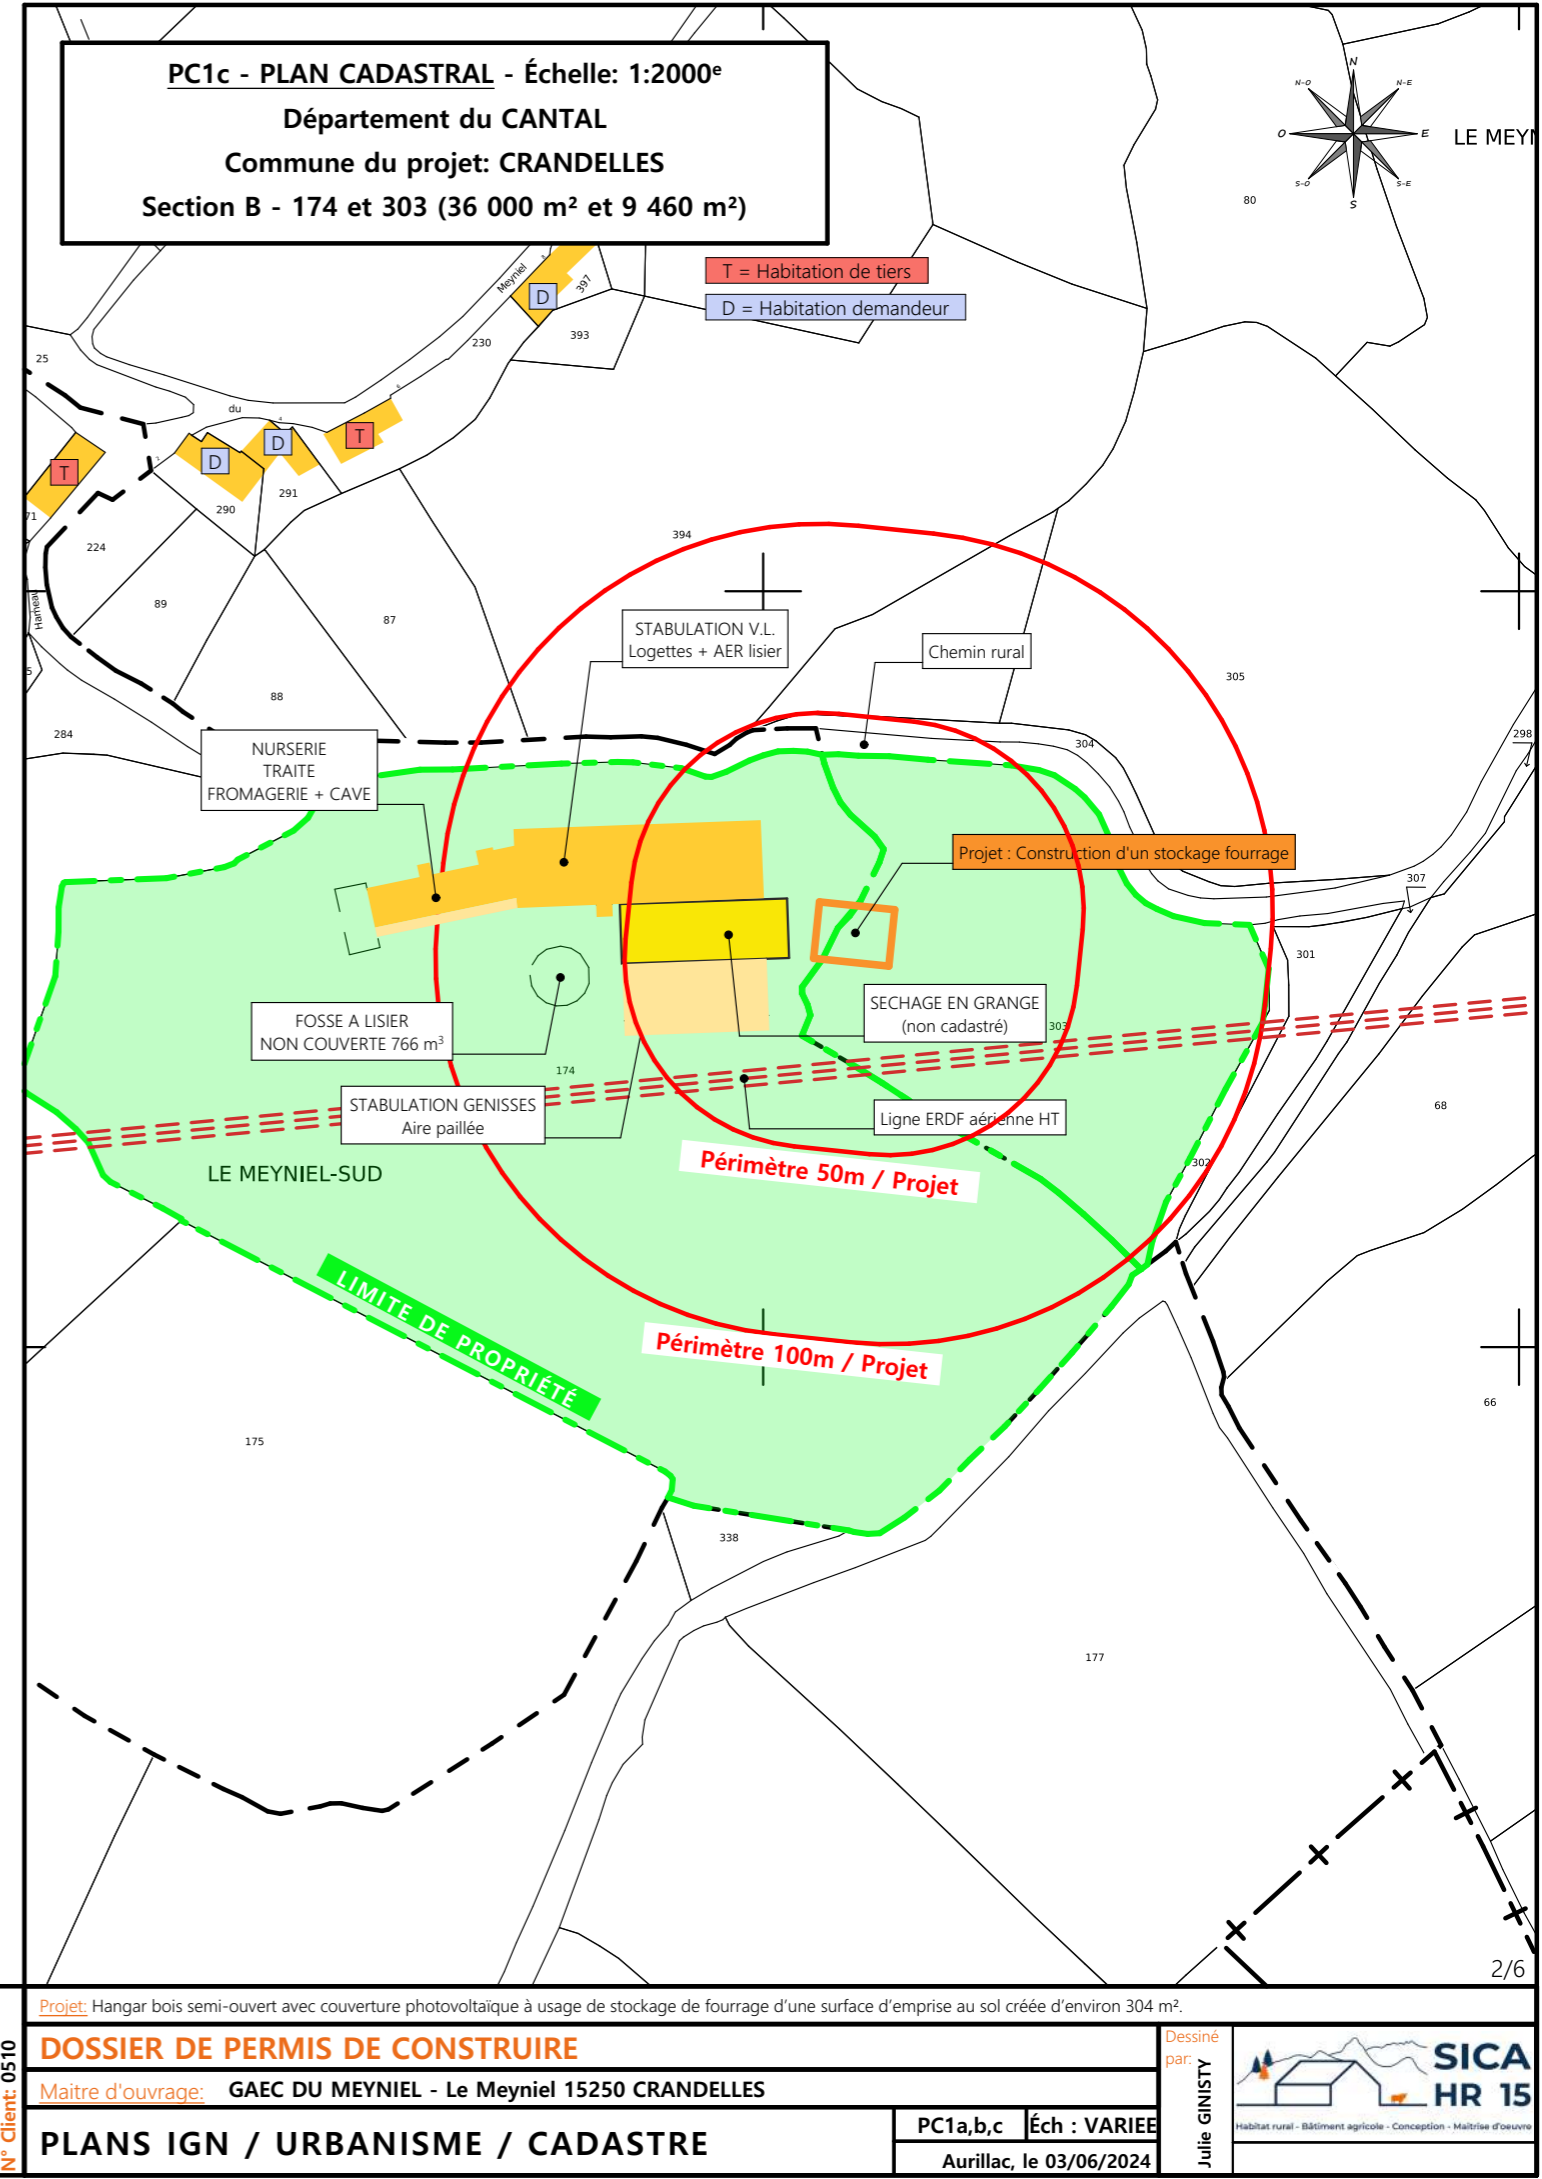 PC1c - PLAN CADASTRAL - Échelle: 1:2000ᵉ
Département du CANTAL
Commune du projet: CRANDELLES
Section B - 174 et 303 (36 000 m² et 9 460 m²)
N
N-O
N-E
O
E
S-O
S-E
S
LE MEYN
80
T = Habitation de tiers
D = Habitation demandeur
Meyniel
D
397
393
230
25
du
D
D
T
T
71
290
291
224
89
87
88
284
Hameau
394
305
304
298
307
301
303
302
68
66
STABULATION V.L.
Logettes + AER lisier
Chemin rural
NURSERIE
TRAITE
FROMAGERIE + CAVE
Projet : Construction d'un stockage fourrage
SECHAGE EN GRANGE
(non cadastré)
FOSSE A LISIER
NON COUVERTE 766 m³
174
STABULATION GENISSES
Aire paillée
Ligne ERDF aérienne HT
LE MEYNIEL-SUD
Périmètre 50m / Projet
Périmètre 100m / Projet
LIMITE DE PROPRIÉTÉ
175
338
177
2/6
Projet: Hangar bois semi-ouvert avec couverture photovoltaïque à usage de stockage de fourrage d'une surface d'emprise au sol créée d'environ 304 m².
DOSSIER DE PERMIS DE CONSTRUIRE
Maitre d'ouvrage: GAEC DU MEYNIEL - Le Meyniel 15250 CRANDELLES
PLANS IGN / URBANISME / CADASTRE
PC1a,b,c
Éch : VARIEE
Aurillac, le 03/06/2024
Dessiné
par:
Julie GINISTY
SICA
HR 15
Habitat rural - Bâtiment agricole - Conception - Maîtrise d'oeuvre
N° Client: 0510